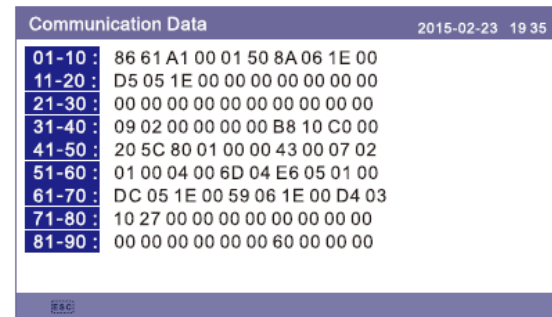 Communication Data 2015-02-23 19 35
01-10 : 86 61 A1 00 01 50 8A 06 1E 00
11-20 : D5 05 1E 00 00 00 00 00 00 00
21-30 : 00 00 00 00 00 00 00 00 00 00
31-40 : 09 02 00 00 00 00 B8 10 C0 00
41-50 : 20 5C 80 01 00 00 43 00 07 02
51-60 : 01 00 04 00 6D 04 E6 05 01 00
61-70 : DC 05 1E 00 59 06 1E 00 D4 03
71-80 : 10 27 00 00 00 00 00 00 00 00
81-90 : 00 00 00 00 00 00 60 00 00 00
ESC